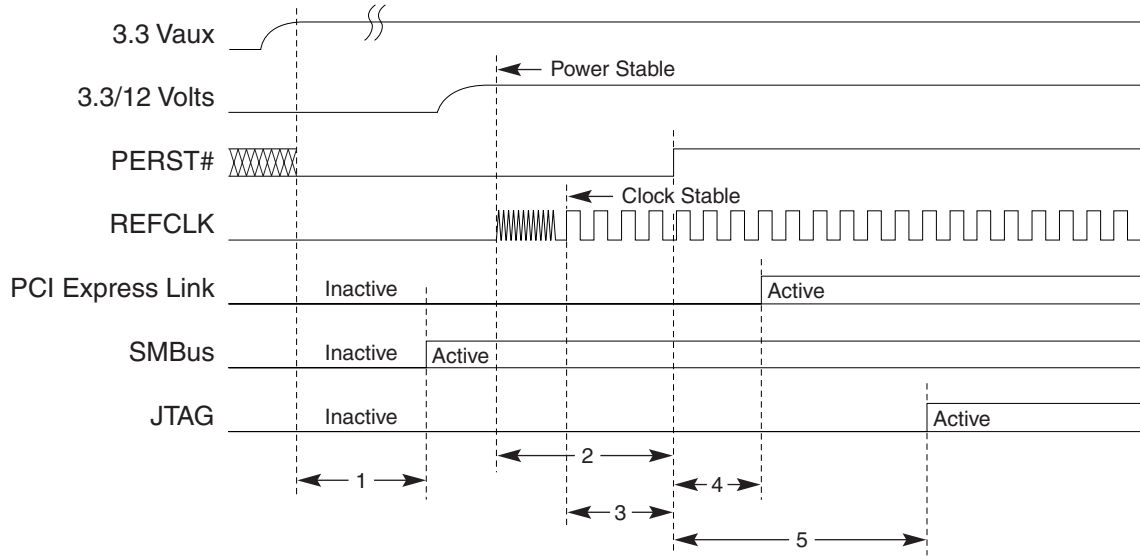 3.3 Vaux
Power Stable
3.3/12 Volts
PERST#
Clock Stable
REFCLK
PCI Express Link
Inactive
Active
SMBus
Inactive
Active
JTAG
Inactive
Active
1
2
3
4
5